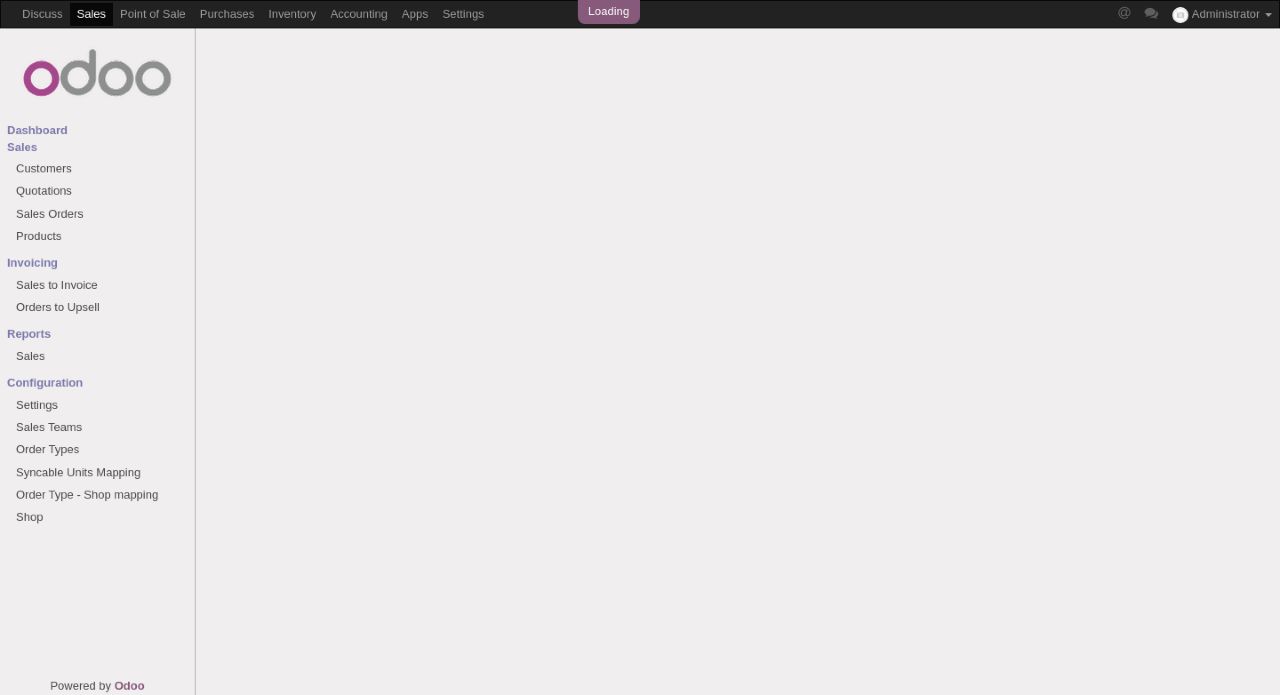 Discuss Sales Point of Sale Purchases Inventory Accounting Apps Settings Loading @ Administrator
odoo
Dashboard
Sales
Customers
Quotations
Sales Orders
Products
Invoicing
Sales to Invoice
Orders to Upsell
Reports
Sales
Configuration
Settings
Sales Teams
Order Types
Syncable Units Mapping
Order Type - Shop mapping
Shop
Powered by Odoo